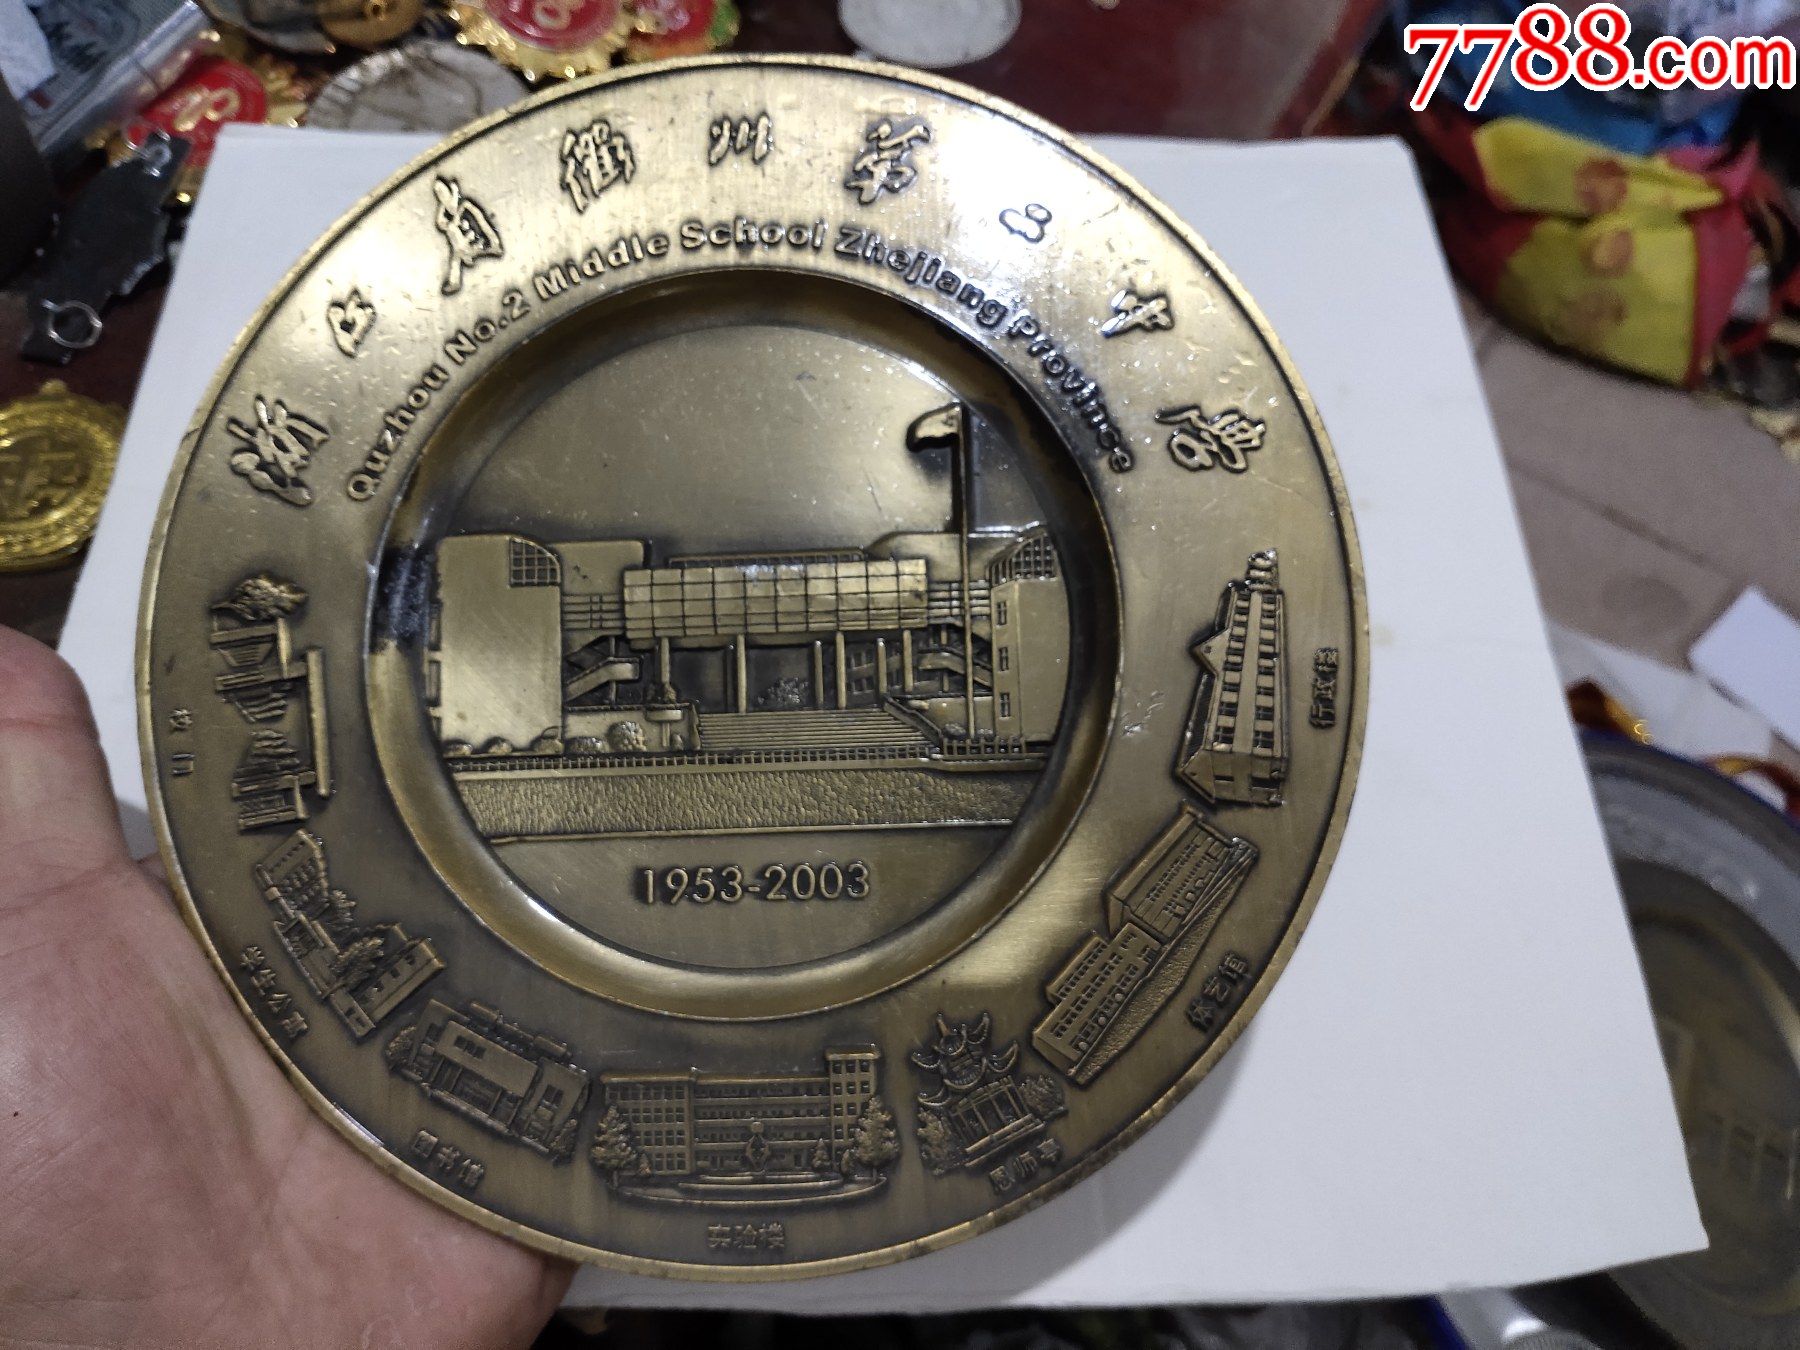 7788.com
浙江省衢州第二中学
Quzhou No.2 Middle School Zhejiang Province
1953-2003
校门
学生公寓
图书馆
实验楼
恩师亭
体艺馆
行政楼